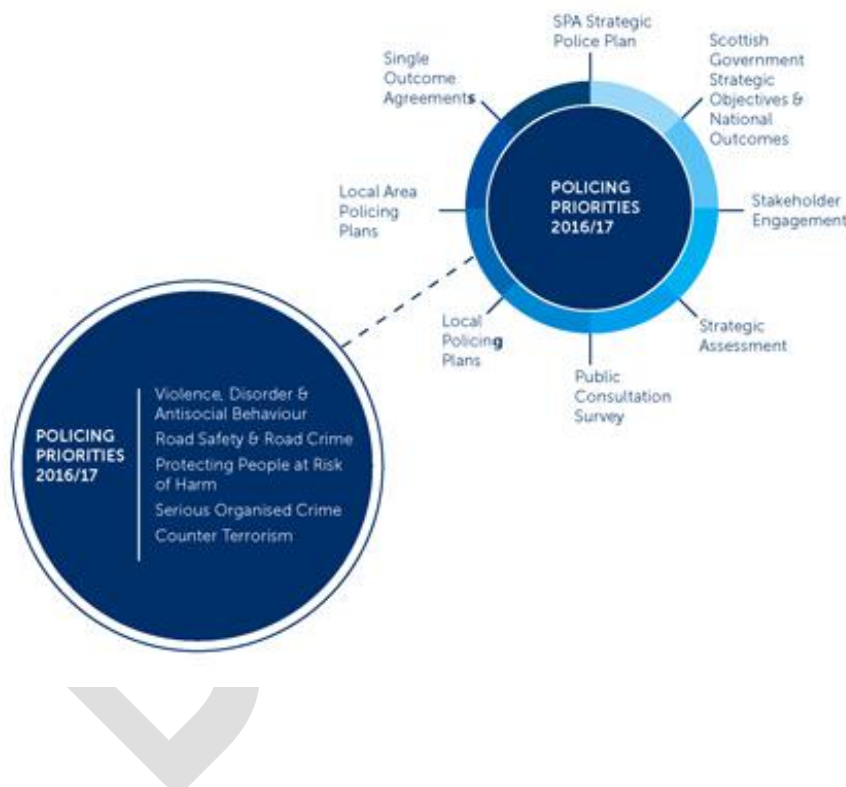 SPA Strategic
Police Plan
Scottish
Government
Strategic
Objectives &
National
Outcomes
Single
Outcome
Agreements
POLICING
PRIORITIES
2016/17
Local Area
Policing
Plans
Stakeholder
Engagement
Local
Policing
Plans
Strategic
Assessment
Public
Consultation
Survey
POLICING
PRIORITIES
2016/17
Violence, Disorder &
Antisocial Behaviour
Road Safety & Road Crime
Protecting People at Risk
of Harm
Serious Organised Crime
Counter Terrorism